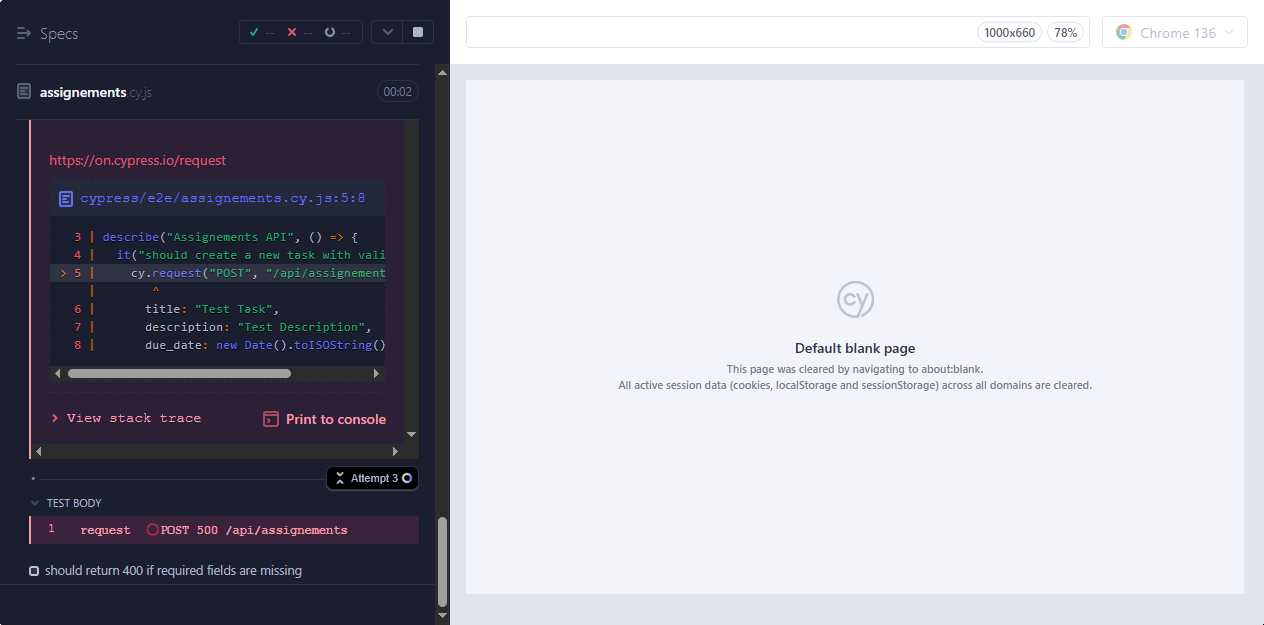 Specs
-- -- --
1000x660
78%
Chrome 136
assignements.cy.js
00:02
https://on.cypress.io/request
cypress/e2e/assignements.cy.js:5:8
3 | describe("Assignements API", () => {
4 | it("should create a new task with vali
> 5 | cy.request("POST", "/api/assignement
| ^
6 | title: "Test Task",
7 | description: "Test Description",
8 | due_date: new Date().toISOString()
> View stack trace
Print to console
Attempt 3
TEST BODY
1 request POST 500 /api/assignements
should return 400 if required fields are missing
cy
Default blank page
This page was cleared by navigating to about:blank.
All active session data (cookies, localStorage and sessionStorage) across all domains are cleared.